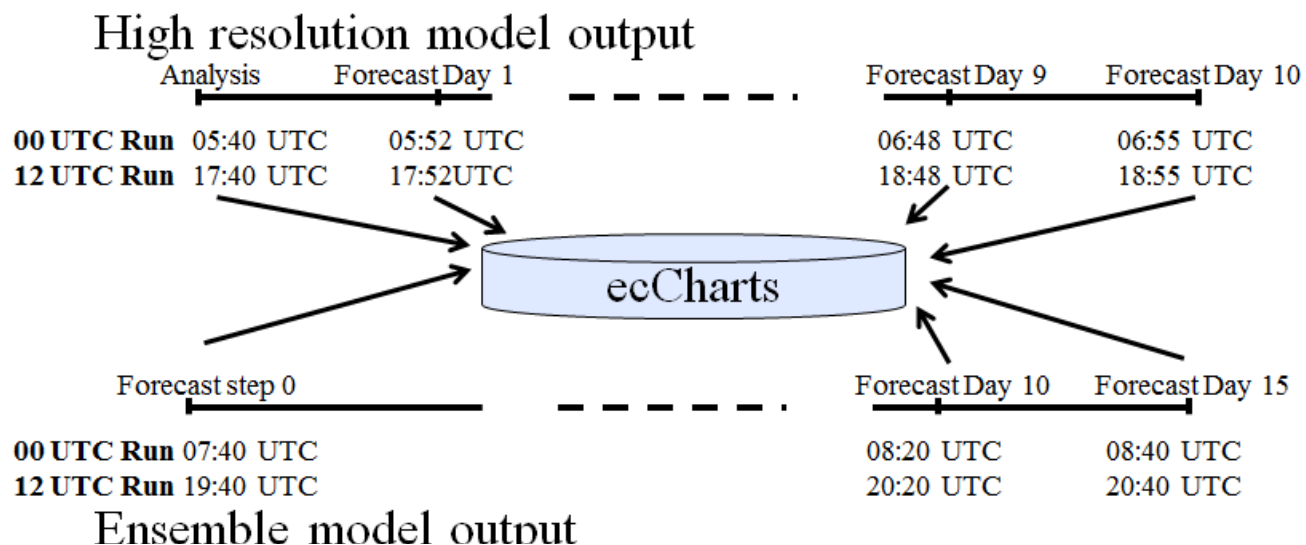 High resolution model output
Analysis Forecast Day 1 Forecast Day 9 Forecast Day 10
00 UTC Run 05:40 UTC 05:52 UTC 06:48 UTC 06:55 UTC
12 UTC Run 17:40 UTC 17:52UTC 18:48 UTC 18:55 UTC
ecCharts
Forecast step 0 Forecast Day 10 Forecast Day 15
00 UTC Run 07:40 UTC 08:20 UTC 08:40 UTC
12 UTC Run 19:40 UTC 20:20 UTC 20:40 UTC
Ensemble model output